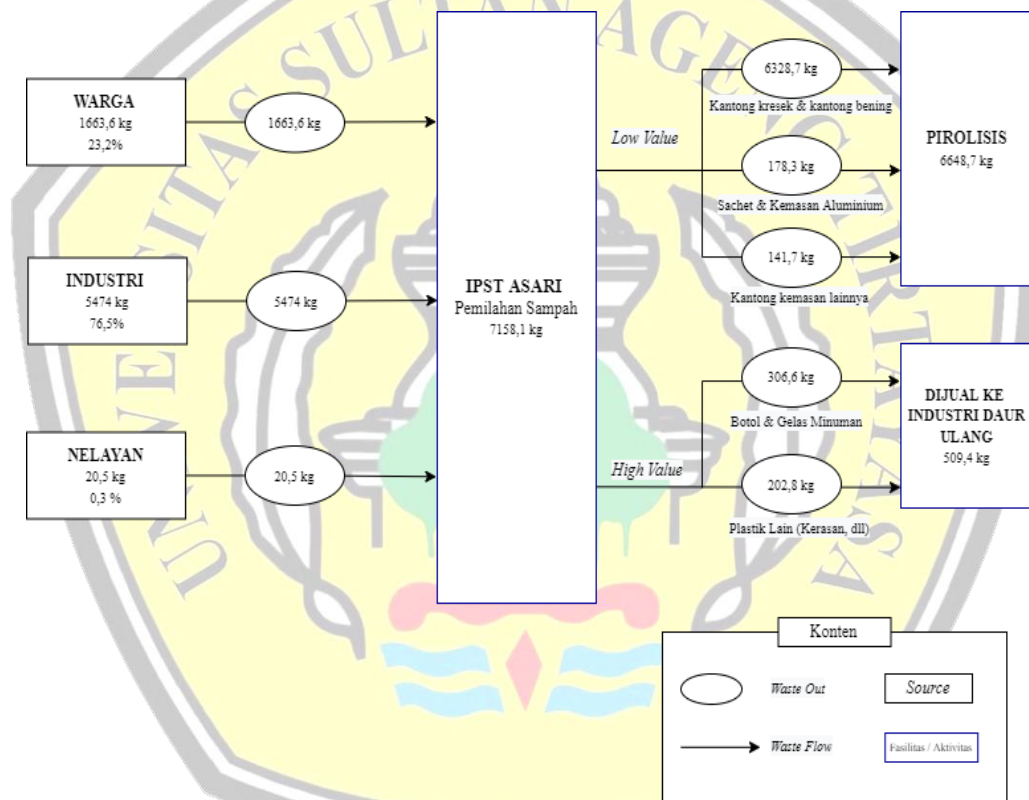 UNIVERSITAS SULTAN AGENG TIRTAYASA
WARGA
1663,6 kg
23,2%
1663,6 kg
INDUSTRI
5474 kg
76,5%
5474 kg
NELAYAN
20,5 kg
0,3 %
20,5 kg
IPST ASARI
Pemilahan Sampah
7158,1 kg
Low Value
6328,7 kg
Kantong kresek & kantong bening
178,3 kg
Sachet & Kemasan Aluminium
141,7 kg
Kantong kemasan lainnya
PIROLISIS
6648,7 kg
High Value
306,6 kg
Botol & Gelas Minuman
202,8 kg
Plastik Lain (Kerasan, dll)
DIJUAL KE
INDUSTRI DAUR
ULANG
509,4 kg
Konten
Waste Out
Source
Waste Flow
Fasilitas / Aktivitas